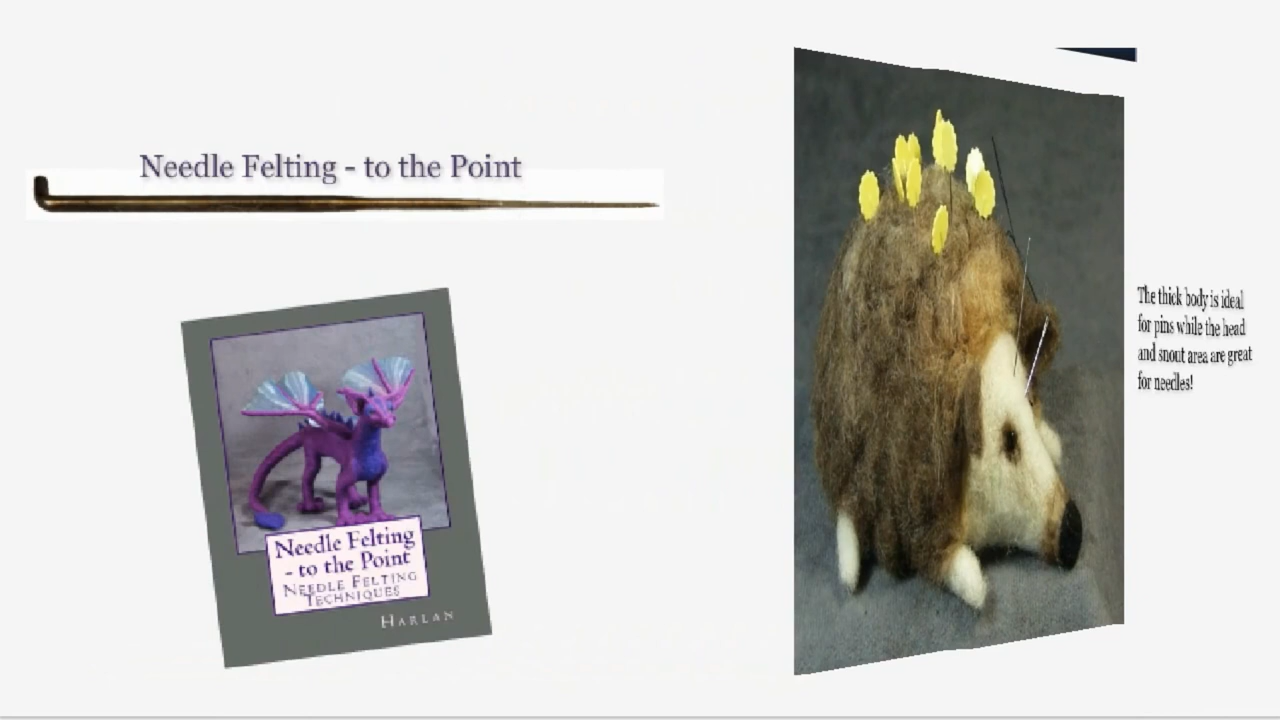 Needle Felting - to the Point
Needle Felting
- to the Point
Needle Felting
Techniques
Harlan
The thick body is ideal
for pins while the head
and snout area are great
for needles!